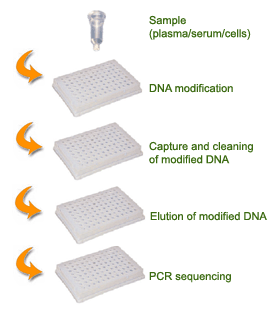 Sample
(plasma/serum/cells)
DNA modification
Capture and cleaning
of modified DNA
Elution of modified DNA
PCR sequencing